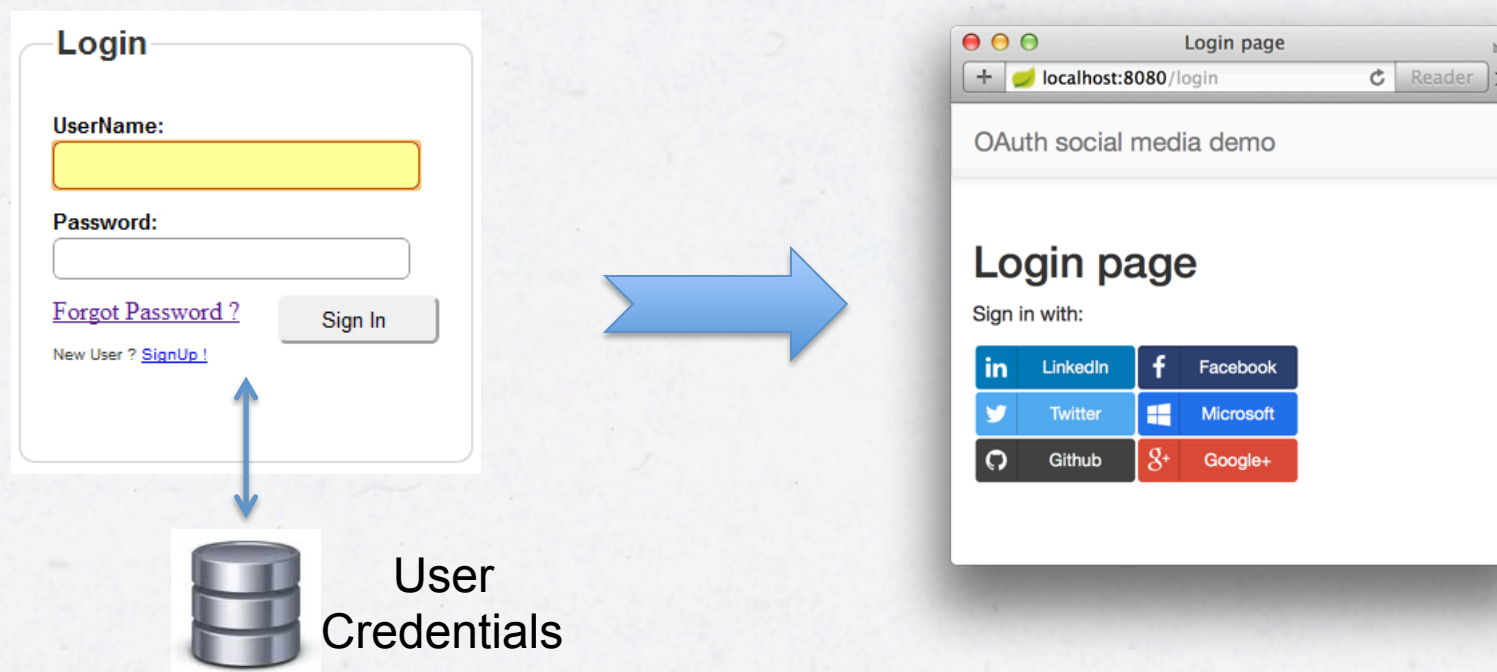 Login
UserName:
Password:
Forgot Password ?
Sign In
New User ? SignUp !
User
Credentials
Login page
+ localhost:8080/login Reader
OAuth social media demo
Login page
Sign in with:
in LinkedIn f Facebook
Twitter Microsoft
Github g+ Google+